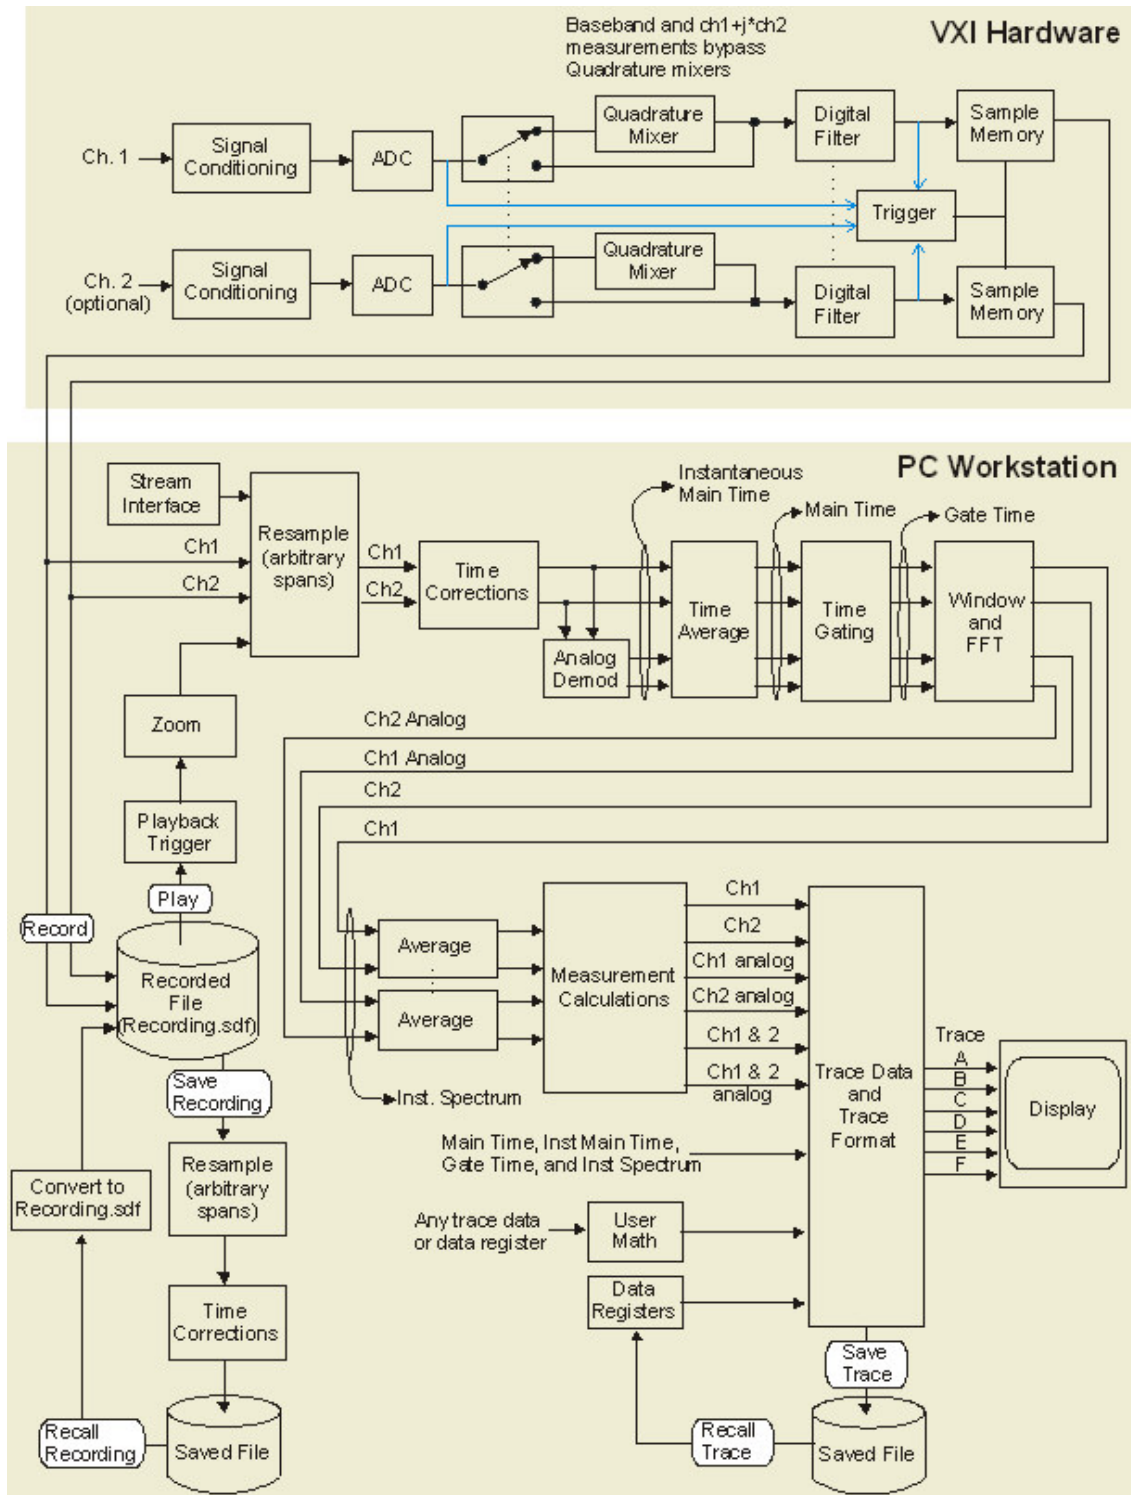 Baseband and ch1+j*ch2
measurements bypass
Quadrature mixers
VXI Hardware
Ch. 1
Signal
Conditioning
ADC
Quadrature
Mixer
Digital
Filter
Sample
Memory
Trigger
Ch. 2
(optional)
Signal
Conditioning
ADC
Quadrature
Mixer
Digital
Filter
Sample
Memory
PC Workstation
Stream
Interface
Ch1
Ch2
Resample
(arbitrary
spans)
Ch1
Ch2
Time
Corrections
Instantaneous
Main Time
Main Time
Gate Time
Analog
Demod
Time
Average
Time
Gating
Window
and
FFT
Zoom
Playback
Trigger
Play
Record
Recorded
File
(Recording.sdf)
Save
Recording
Ch2 Analog
Ch1 Analog
Ch2
Ch1
Average
Average
Inst. Spectrum
Measurement
Calculations
Ch1
Ch2
Ch1 analog
Ch2 analog
Ch1 & 2
Ch1 & 2
analog
Trace Data
and
Trace
Format
Trace
A
B
C
D
E
F
Display
Main Time, Inst Main Time,
Gate Time, and Inst Spectrum
Any trace data
or data register
User
Math
Data
Registers
Save
Trace
Recall
Trace
Saved File
Convert to
Recording.sdf
Resample
(arbitrary
spans)
Time
Corrections
Recall
Recording
Saved File